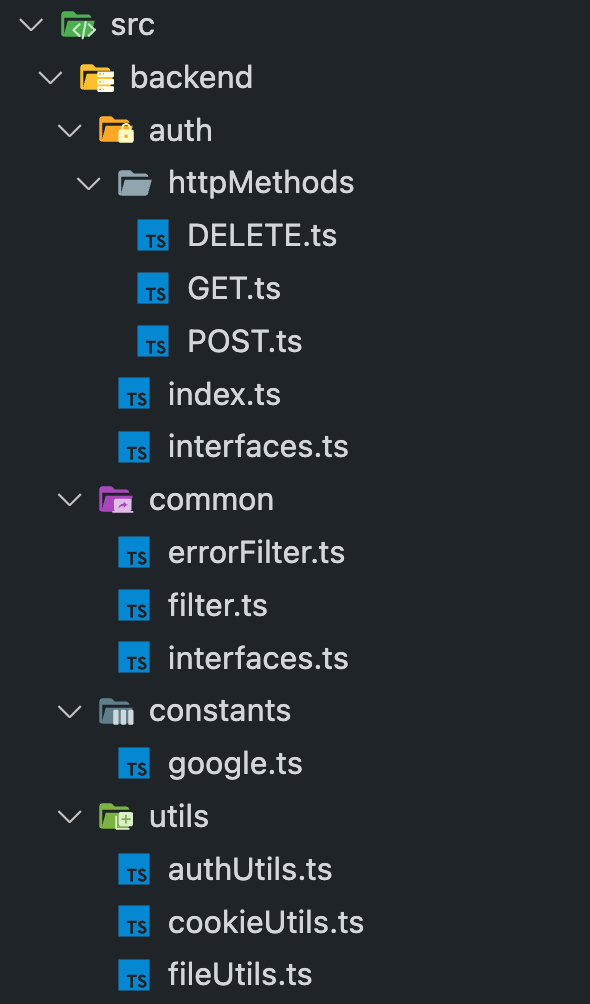 src
backend
auth
httpMethods
TS DELETE.ts
TS GET.ts
TS POST.ts
TS index.ts
TS interfaces.ts
common
TS errorFilter.ts
TS filter.ts
TS interfaces.ts
constants
TS google.ts
utils
TS authUtils.ts
TS cookieUtils.ts
TS fileUtils.ts